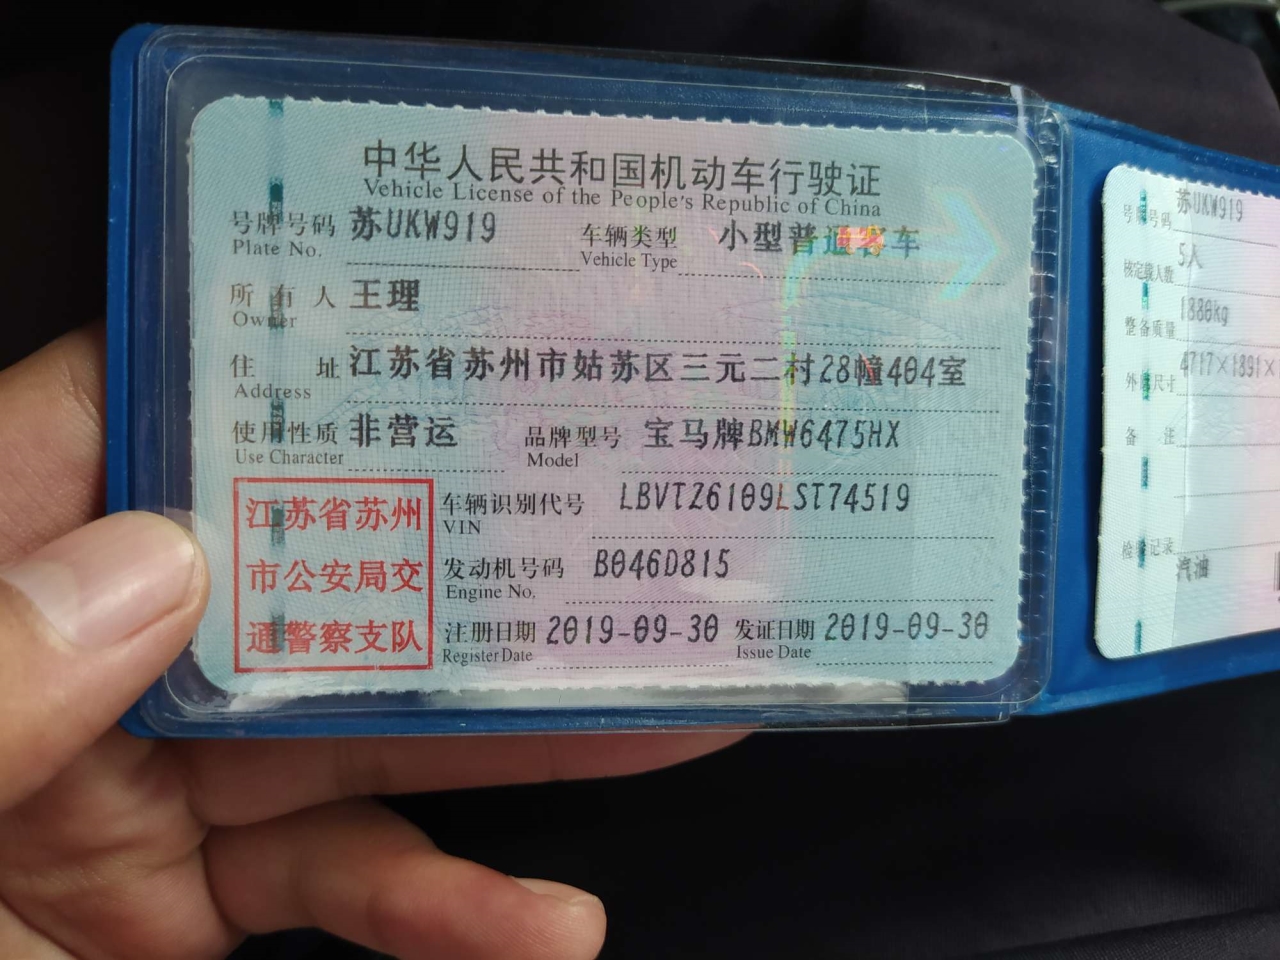 中华人民共和国机动车行驶证
Vehicle License of the People's Republic of China
号牌号码 苏UKW919 车辆类型 小型普通客车
Plate No. Vehicle Type
所有人 王理
Owner
住址 江苏省苏州市姑苏区三元二村28幢404室
Address
使用性质 非营运 品牌型号 宝马牌BMW6475HX
Use Character Model
江苏省苏州
市公安局交
通警察支队
车辆识别代号 LBVTZ6109LST74519
VIN
发动机号码 B046D815
Engine No.
注册日期 2019-09-30 发证日期 2019-09-30
Register Date Issue Date
号牌号码 苏UKW919
核定载人数 5人
整备质量 1880kg
外廓尺寸 4717×1891×
备注
检验记录
汽油